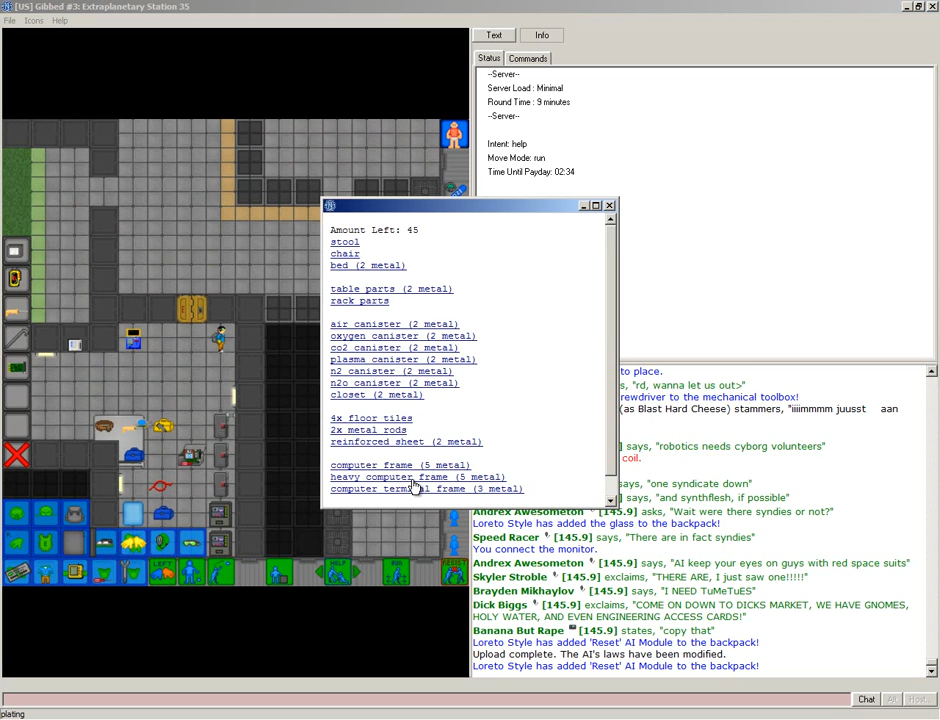 [US] Gibbed #3: Extraplanetary Station 35
File Icons Help
Text Info
Status Commands
--Server--
Server Load : Minimal
Round Time : 9 minutes
--Server--
Intent: help
Move Mode: run
Time Until Payday: 02:34
Amount Left: 45
stool
chair
bed (2 metal)
table parts (2 metal)
rack parts
air canister (2 metal)
oxygen canister (2 metal)
co2 canister (2 metal)
plasma canister (2 metal)
n2 canister (2 metal)
n2o canister (2 metal)
closet (2 metal)
4x floor tiles
2x metal rods
reinforced sheet (2 metal)
computer frame (5 metal)
heavy computer frame (5 metal)
computer terminal frame (3 metal)
to place.
s, "rd, wanna let us out>"
rewdriver to the mechanical toolbox!
(as Blast Hard Cheese) stammers, "iiiimmmm juusst aan
"robotics needs cyborg volunteers"
coil.
"one syndicate down"
"and synthflesh, if possible"
Andrex Awesometon [145.9] asks, "Wait were there syndies or not?"
Loreto Style has added the glass to the backpack!
Speed Racer [145.9] says, "There are in fact syndies"
You connect the monitor.
Andrex Awesometon [145.9] says, "AI keep your eyes on guys with red space suits"
Skyler Stroble [145.9] exclaims, "THERE ARE, I just saw one!!!!!"
Brayden Mikhaylov [145.9] says, "I NEED TuMeTuES"
Dick Biggs [145.9] exclaims, "COME ON DOWN TO DICKS MARKET, WE HAVE GNOMES,
HOLY WATER, AND EVEN ENGINEERING ACCESS CARDS!"
Banana But Rape [145.9] states, "copy that"
Loreto Style has added 'Reset' AI Module to the backpack!
Upload complete. The AI's laws have been modified.
Loreto Style has added 'Reset' AI Module to the backpack!
LEFT HELP RUN ASSIST
Chat Host...
plating